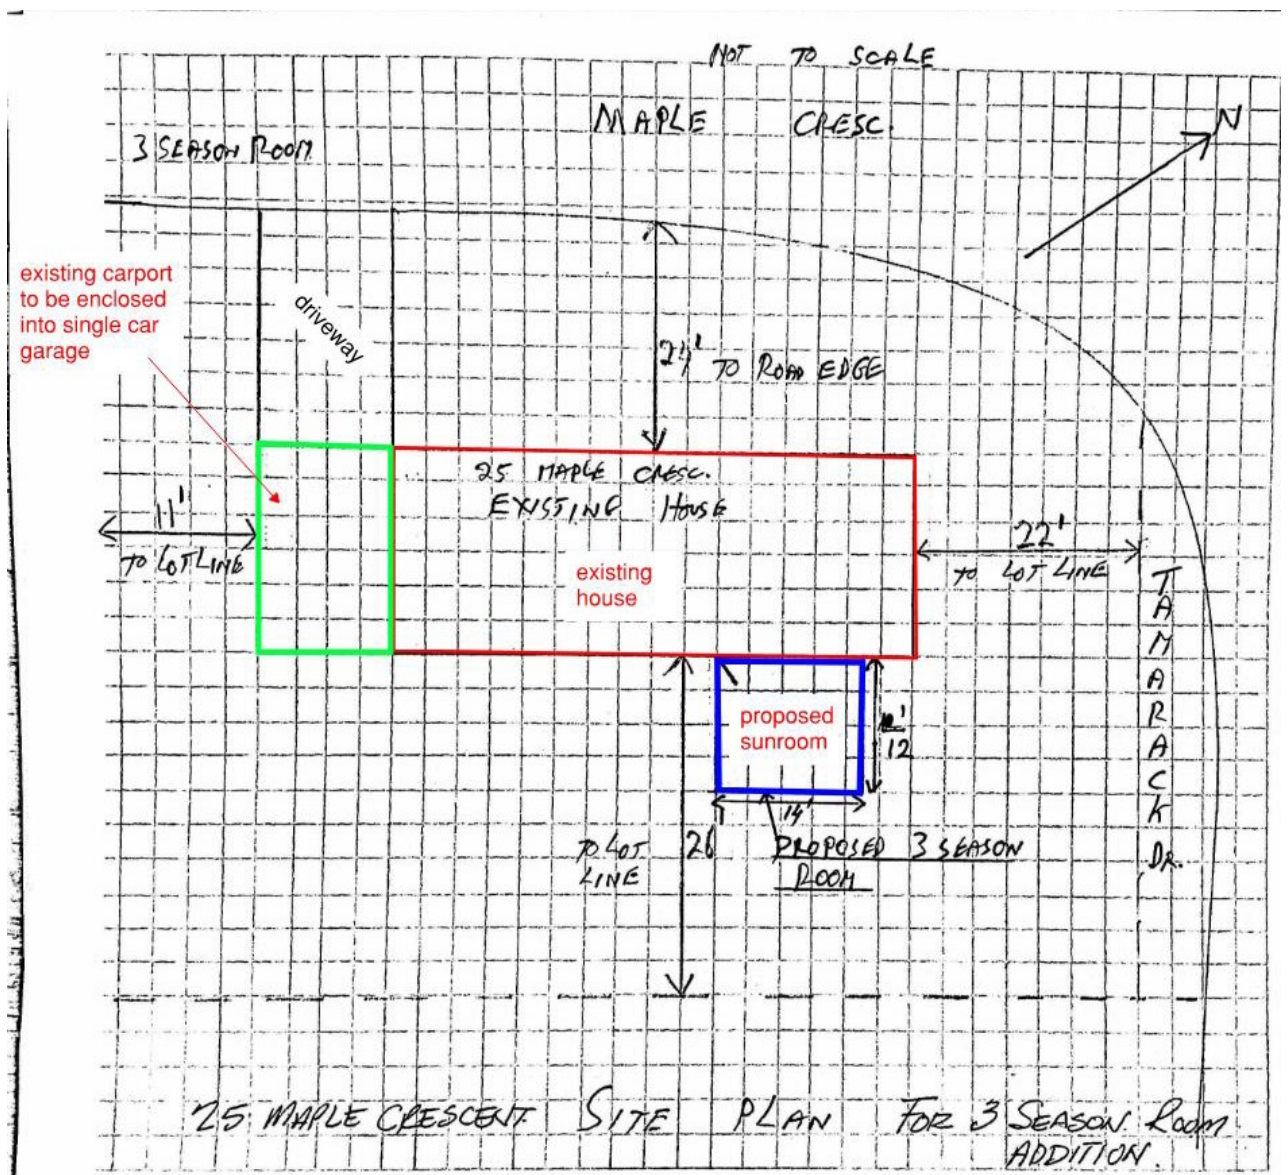 NOT TO SCALE
MAPLE CRESC.
N
3 SEASON ROOM
existing carport
to be enclosed
into single car
garage
driveway
TO ROAD EDGE
25 MAPLE CRESC.
EXISTING HOUSE
11'
TO LOT LINE
22'
TO LOT LINE
existing
house
TAMARACK DR.
proposed
sunroom
12
14'
TO LOT
LINE
26'
PROPOSED 3 SEASON
ROOM
25 MAPLE CRESCENT SITE PLAN FOR 3 SEASON ROOM
ADDITION.